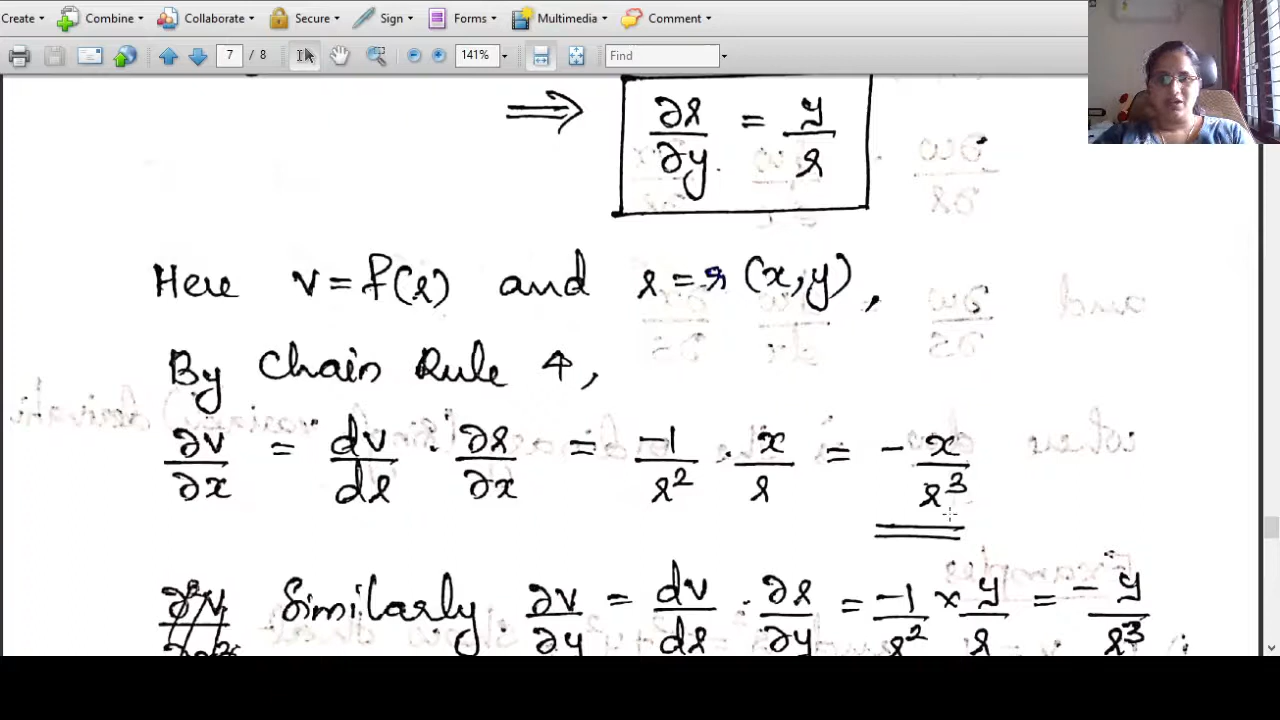 Create Combine Collaborate Secure Sign Forms Multimedia Comment
7 / 8 141% Find
⟹ ∂r/∂y = y/r
Here v = f(r) and r = r (x,y),
By Chain Rule 4,
∂v/∂x = dv/dr · ∂r/∂x = -1/r² · x/r = - x/r³
Similarly ∂v/∂y = dv/dr · ∂r/∂y = -1/r² × y/r = - y/r³